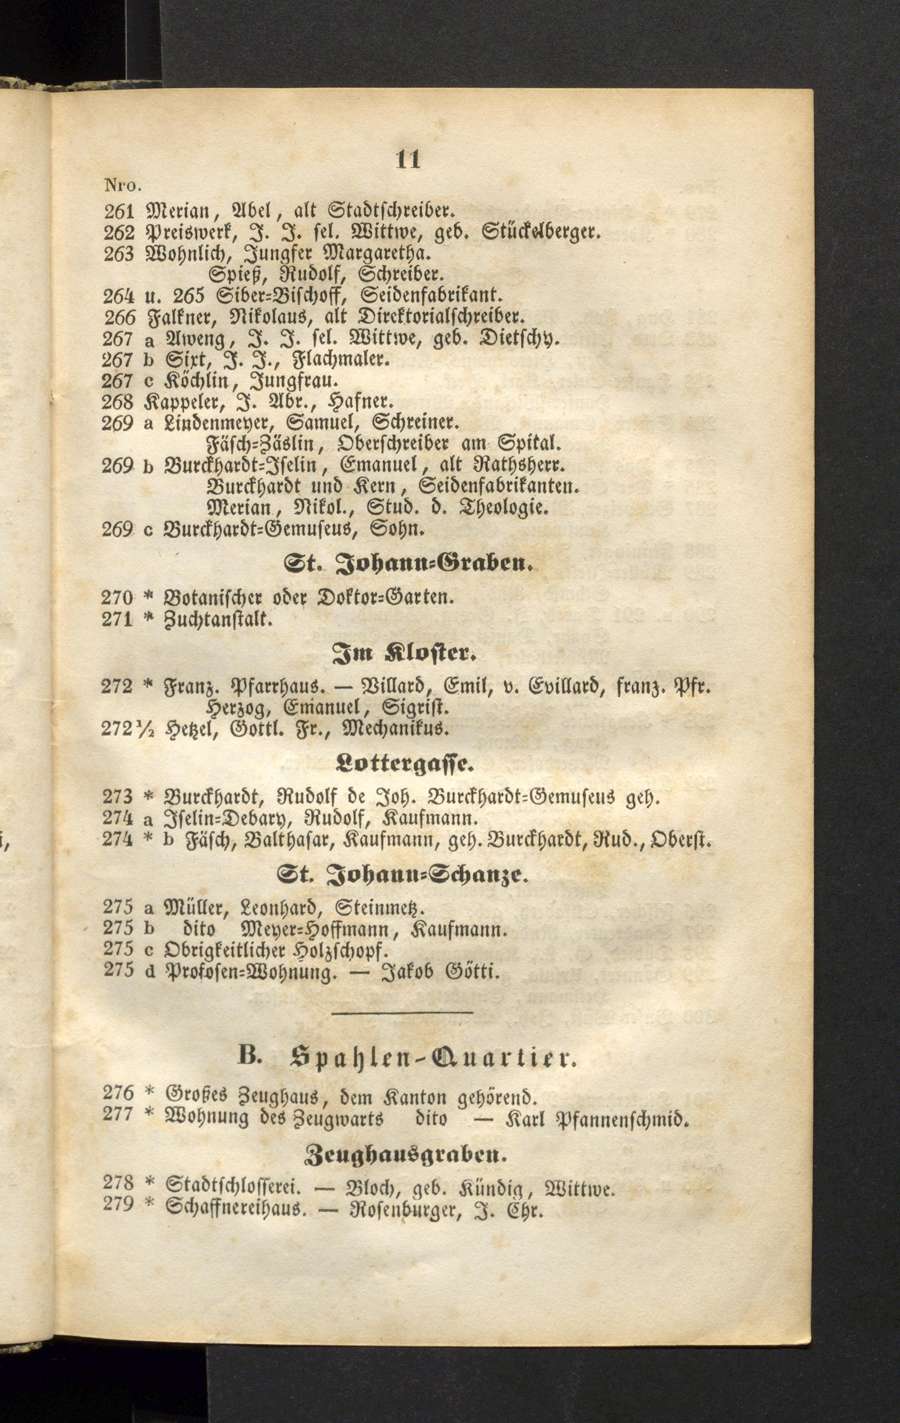 11
Nro.
261 Merian, Abel, alt Stadtschreiber.
262 Preiswerk, J. J. sel. Wittwe, geb. Stückelberger.
263 Wohnlich, Jungfer Margaretha.
Spieß, Rudolf, Schreiber.
264 u. 265 Siber-Bischoff, Seidenfabrikant.
266 Falkner, Nikolaus, alt Direktorialschreiber.
267 a Aweng, J. J. sel. Wittwe, geb. Dietschy.
267 b Sixt, J. J., Flachmaler.
267 c Köchlin, Jungfrau.
268 Kappeler, J. Abr., Hafner.
269 a Lindenmeyer, Samuel, Schreiner.
Fäsch-Zäslin, Oberschreiber am Spital.
269 b Burckhardt-Iselin, Emanuel, alt Rathsherr.
Burckhardt und Kern, Seidenfabrikanten.
Merian, Nikol., Stud. d. Theologie.
269 c Burckhardt-Gemuseus, Sohn.
St. Johann-Graben.
270 * Botanischer oder Doktor-Garten.
271 * Zuchtanstalt.
Im Kloster.
272 * Franz. Pfarrhaus. — Villard, Emil, v. Evillard, franz. Pfr.
Herzog, Emanuel, Sigrist.
272½ Hetzel, Gottl. Fr., Mechanikus.
Lottergasse.
273 * Burckhardt, Rudolf de Joh. Burckhardt-Gemuseus geh.
274 a Iselin-Debary, Rudolf, Kaufmann.
274 * b Fäsch, Balthasar, Kaufmann, geh. Burckhardt, Rud., Oberst.
St. Johann-Schanze.
275 a Müller, Leonhard, Steinmetz.
275 b dito Meyer-Hoffmann, Kaufmann.
275 c Obrigkeitlicher Holzschopf.
275 d Profosen-Wohnung. — Jakob Götti.
B. Spahlen-Quartier.
276 * Großes Zeughaus, dem Kanton gehörend.
277 * Wohnung des Zeugwarts dito — Karl Pfannenschmid.
Zeughausgraben.
278 * Stadtschlosserei. — Bloch, geb. Kündig, Wittwe.
279 * Schaffnereihaus. — Rosenburger, J. Chr.